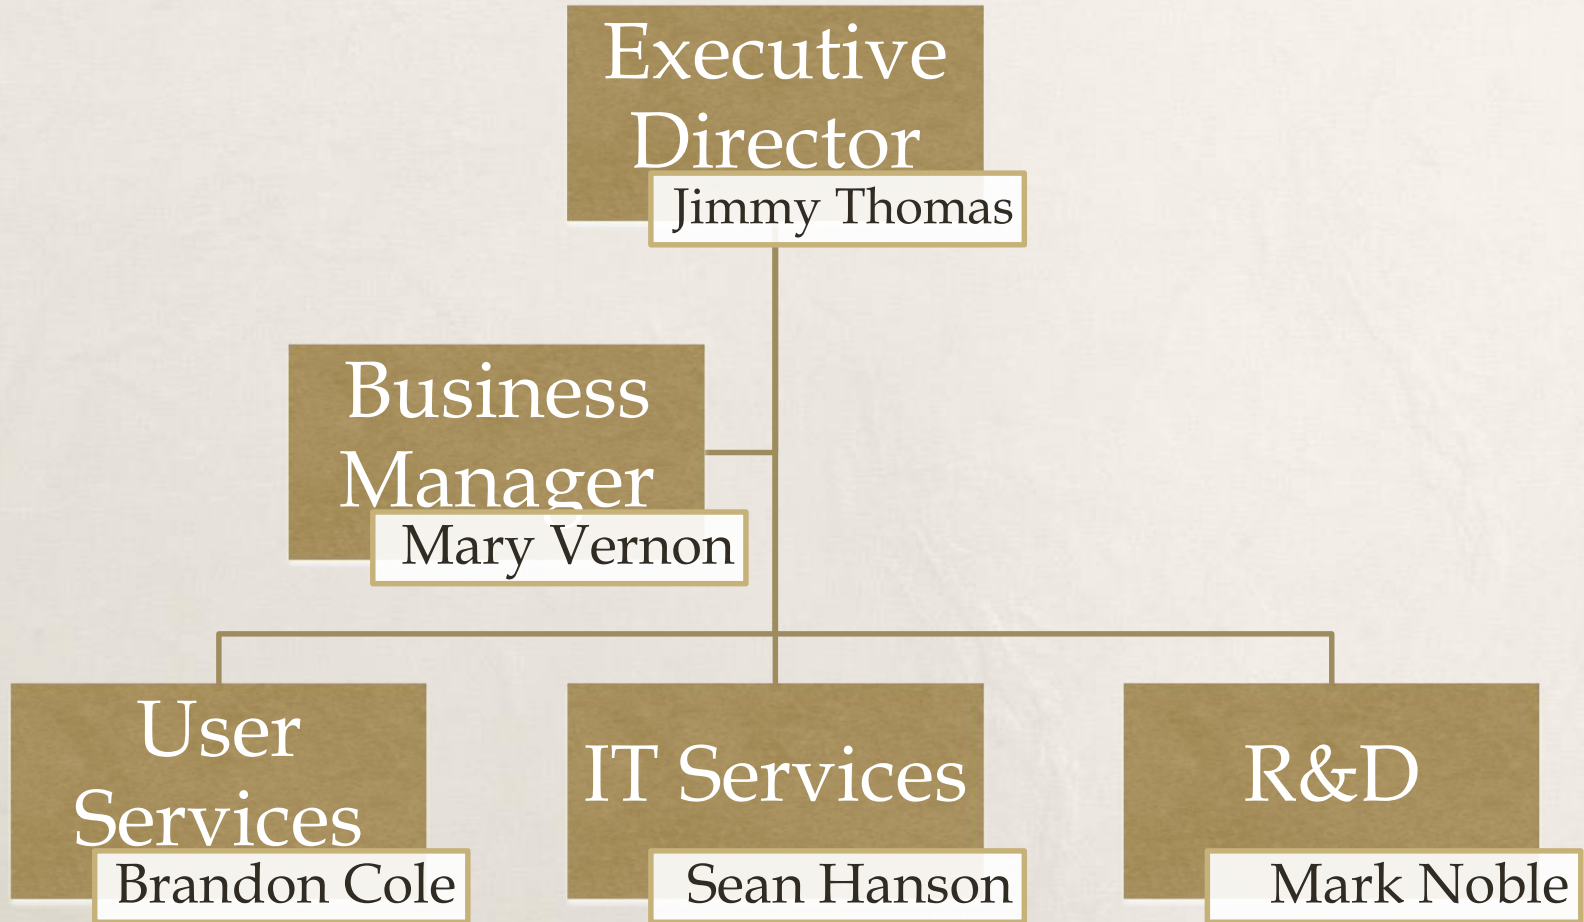 Executive
Director
Jimmy Thomas
Business
Manager
Mary Vernon
User
Services
Brandon Cole
IT Services
Sean Hanson
R&D
Mark Noble